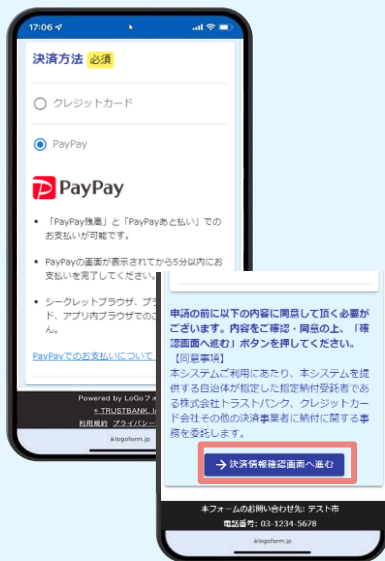 17:06
決済方法 必須
クレジットカード
PayPay
PayPay
「PayPay残高」と「PayPayあと払い」での
お支払いが可能です。
PayPayの画面が表示されてから5分以内にお
支払いを完了してください。
シークレットブラウザ、プラ
ド、アプリ内ブラウザでのご
ん。
PayPayでのお支払いについて
Powered by LoGoフォ
© TRUSTBANK, I
利用規約 プライバシー
logoform.jp
申請の前に以下の内容に同意して頂く必要が
ございます。内容をご確認・同意の上、「確
認画面へ進む」ボタンを押してください。
【同意事項】
本システムご利用にあたり、本システムを提
供する自治体が指定した指定納付受託者であ
る株式会社トラストバンク、クレジットカー
ド会社その他の決済事業者に納付に関する事
務を委託します。
→ 決済情報確認画面へ進む
本フォームのお問い合わせ先: テスト市
電話番号: 03-1234-5678
logoform.jp